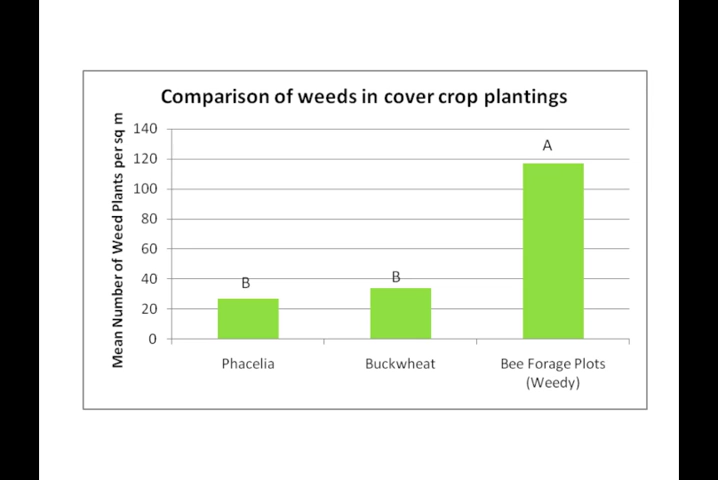 Comparison of weeds in cover crop plantings
Mean Number of Weed Plants per sq m
140
120
100
80
60
40
20
0
B
B
A
Phacelia
Buckwheat
Bee Forage Plots
(Weedy)